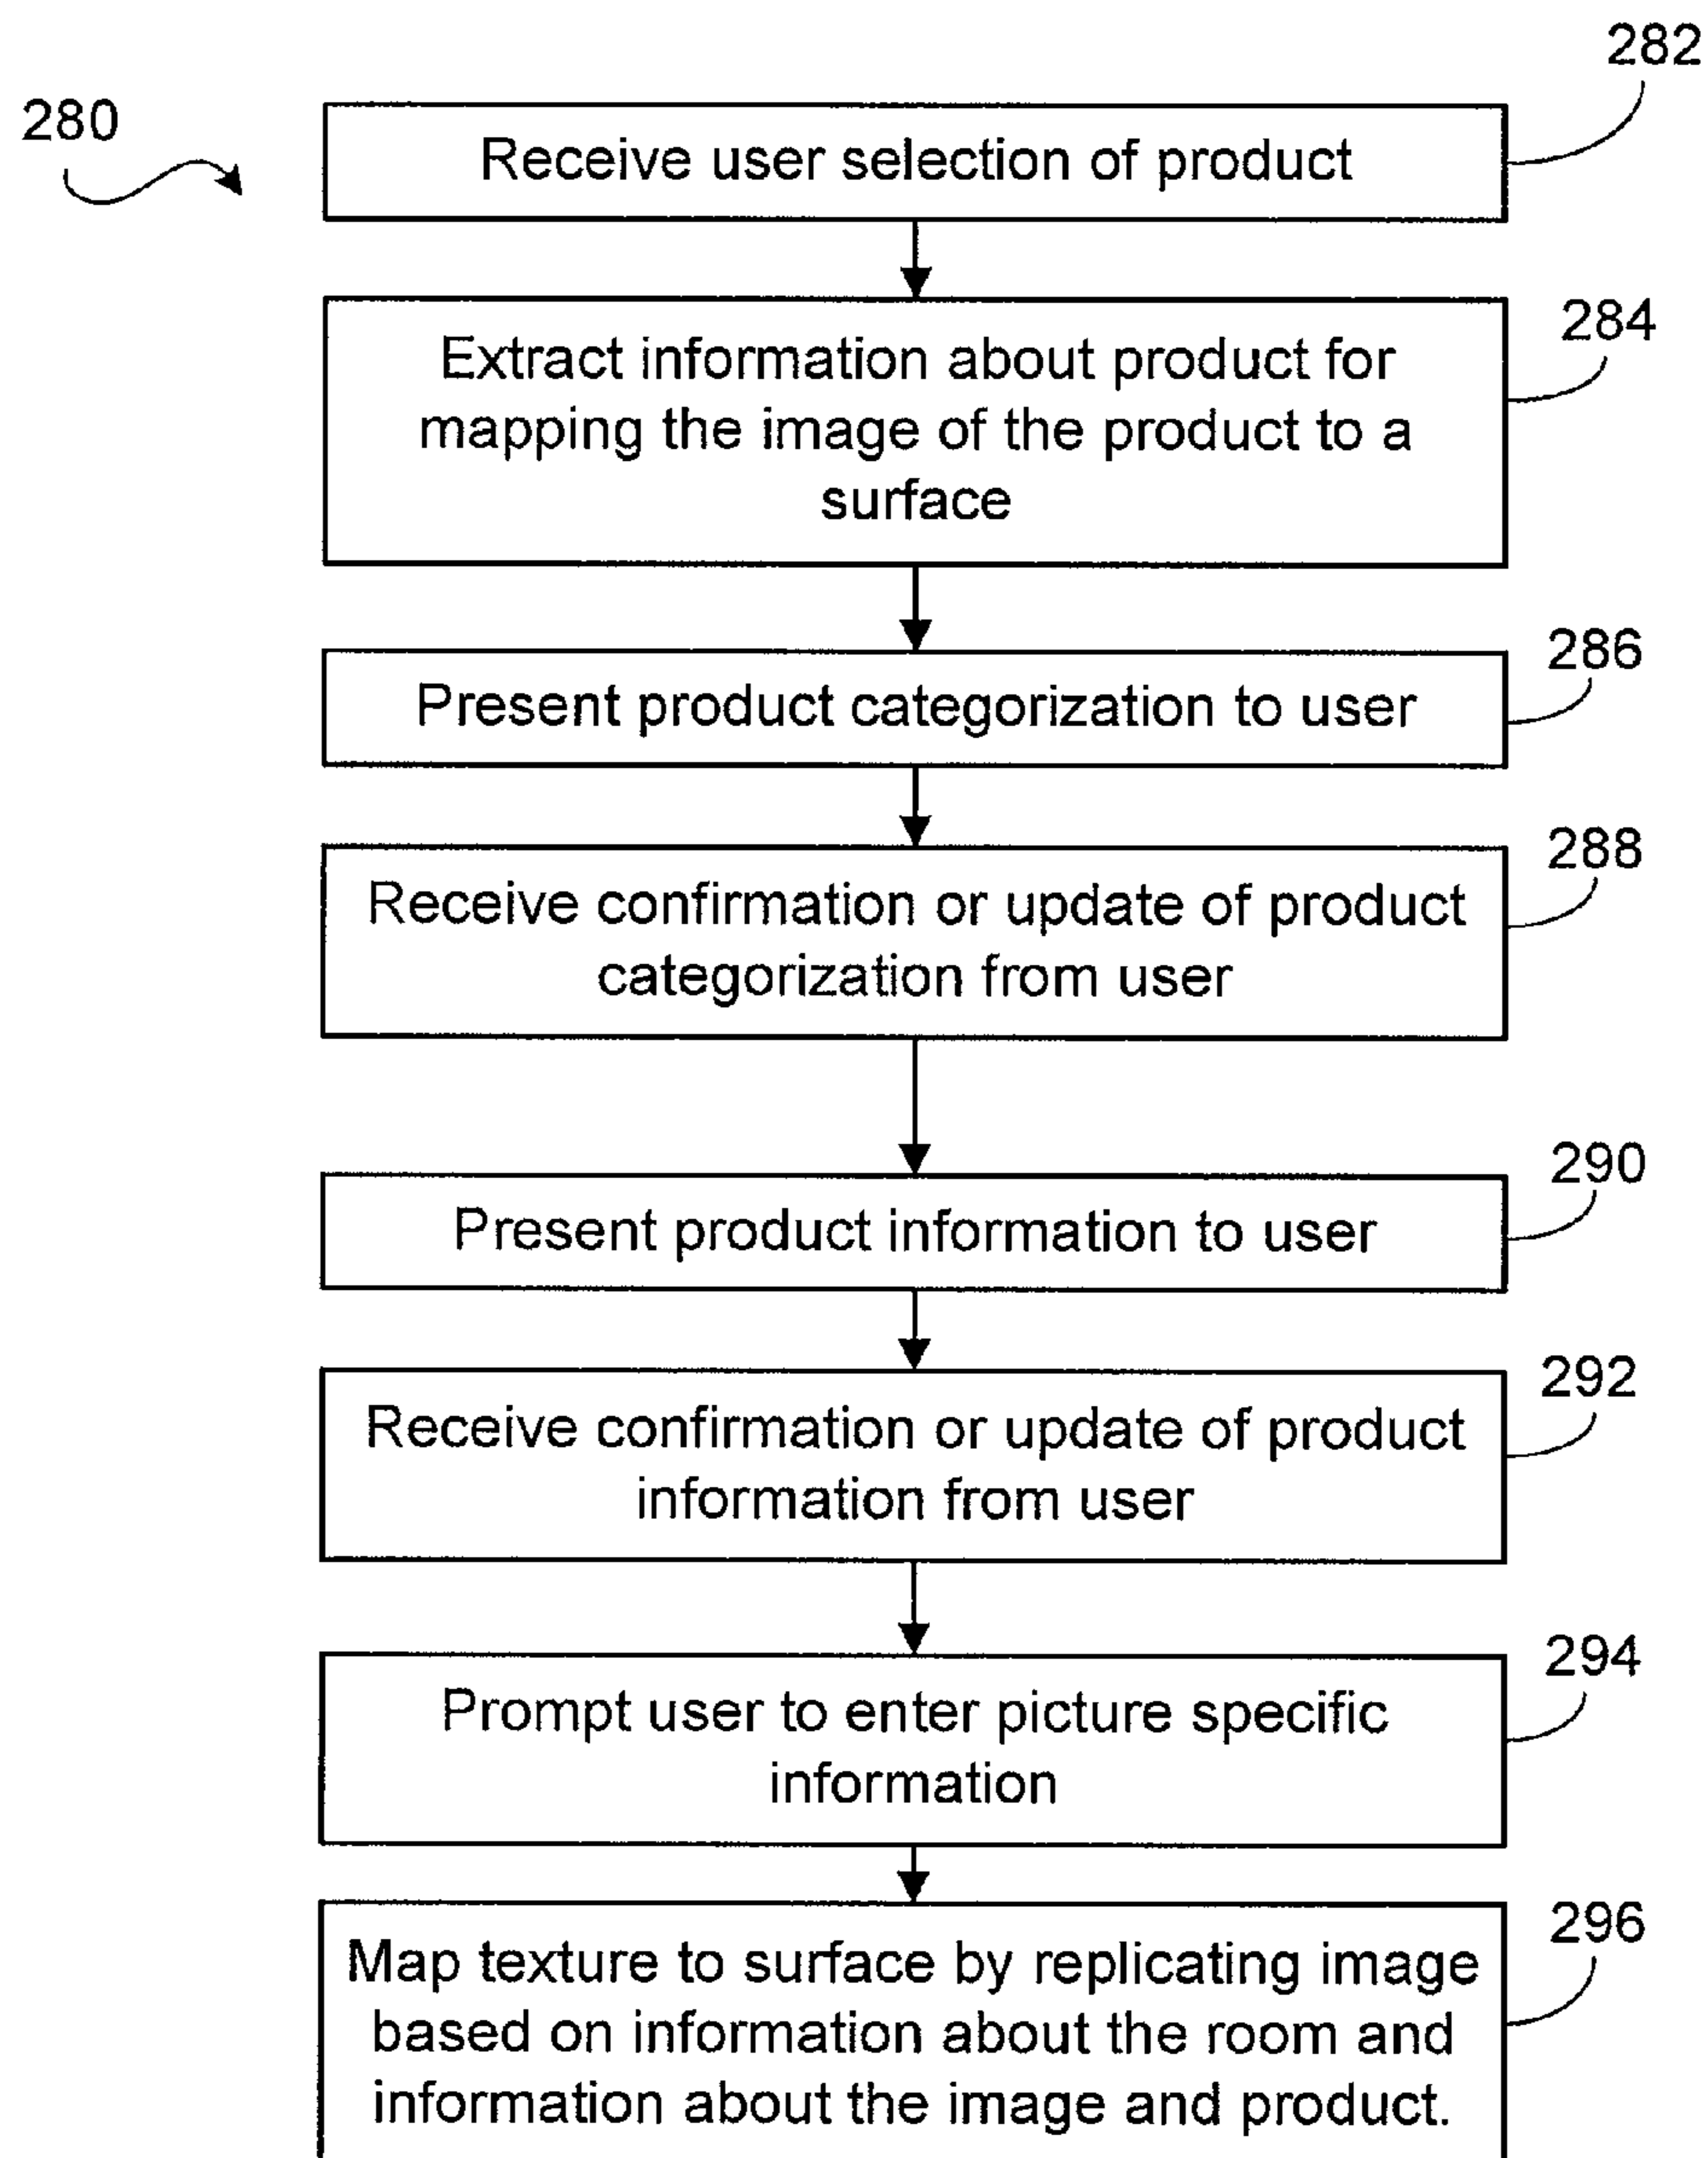 282
280
Receive user selection of product
284
Extract information about product for
mapping the image of the product to a
surface
286
Present product categorization to user
288
Receive confirmation or update of product
categorization from user
290
Present product information to user
292
Receive confirmation or update of product
information from user
294
Prompt user to enter picture specific
information
296
Map texture to surface by replicating image
based on information about the room and
information about the image and product.